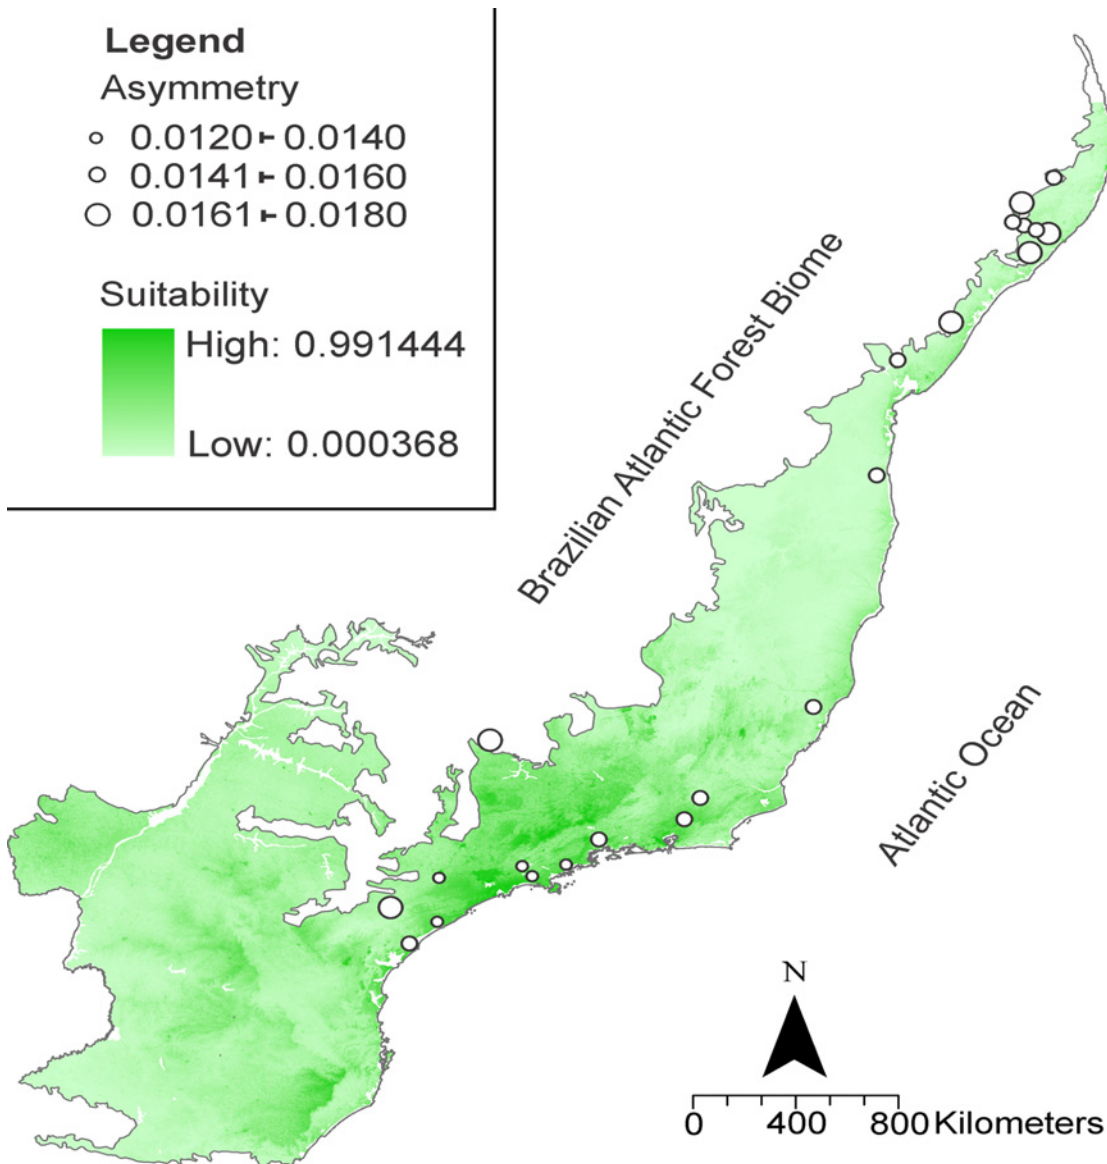 Legend
Asymmetry
0.0120 ⊢ 0.0140
0.0141 ⊢ 0.0160
0.0161 ⊢ 0.0180
Suitability
High: 0.991444
Low: 0.000368
Brazilian Atlantic Forest Biome
Atlantic Ocean
N
0 400 800 Kilometers